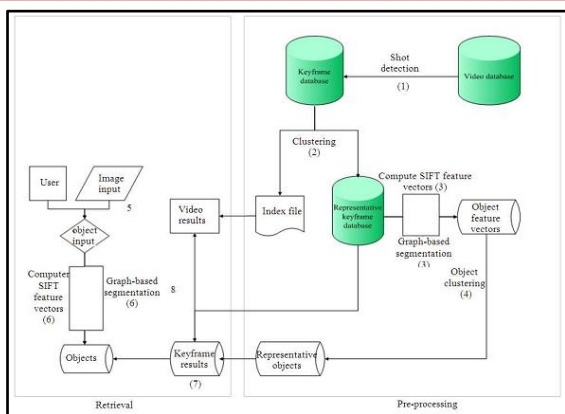 Shot
detection
(1)
Keyframe
database
Video database
Clustering
(2)
User
Image
input
5
object
input
Video
results
Index file
Representative
keyframe
database
Compute SIFT feature
vectors (3)
Graph-based
segmentation
(3)
Object
feature
vectors
Object
clustering
(4)
Computer
SIFT
feature
vectors
(6)
Graph-based
segmentation
(6)
8
Objects
Keyframe
results
(7)
Representative
objects
Retrieval
Pre-processing